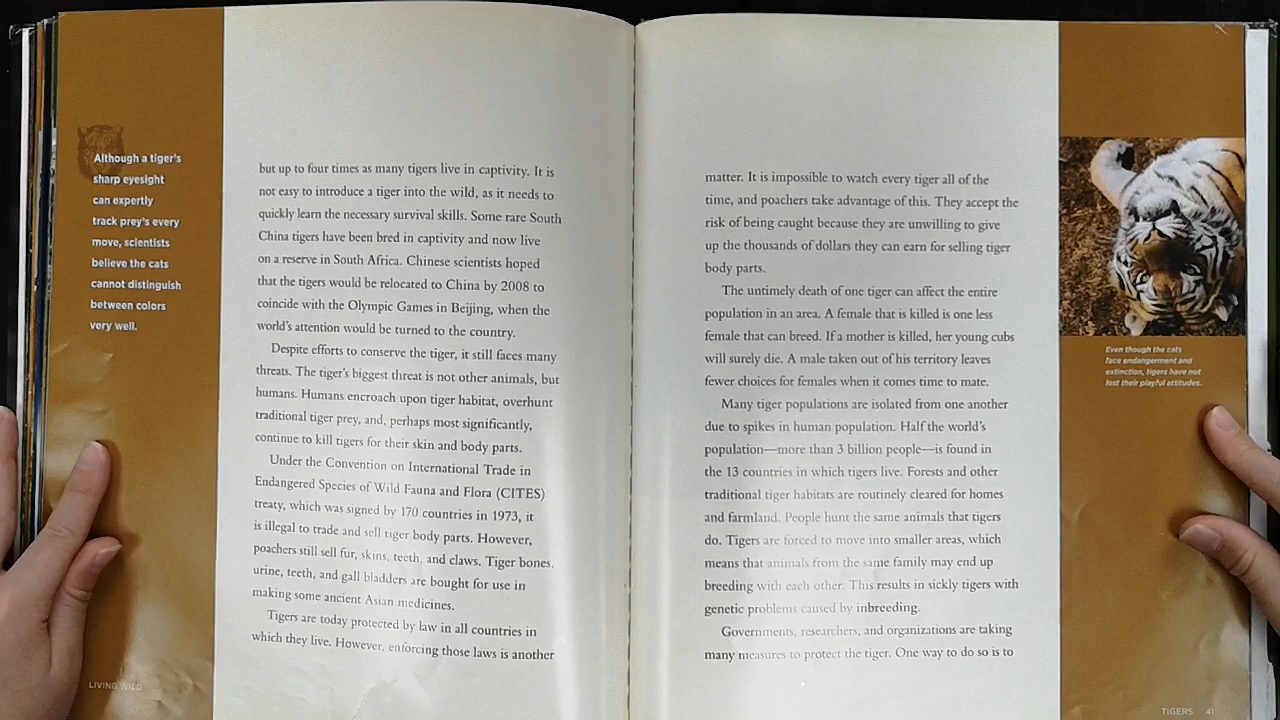 Although a tiger's
sharp eyesight
can expertly
track prey's every
move, scientists
believe the cats
cannot distinguish
between colors
very well.
but up to four times as many tigers live in captivity. It is
not easy to introduce a tiger into the wild, as it needs to
quickly learn the necessary survival skills. Some rare South
China tigers have been bred in captivity and now live
on a reserve in South Africa. Chinese scientists hoped
that the tigers would be relocated to China by 2008 to
coincide with the Olympic Games in Beijing, when the
world's attention would be turned to the country.
Despite efforts to conserve the tiger, it still faces many
threats. The tiger's biggest threat is not other animals, but
humans. Humans encroach upon tiger habitat, overhunt
traditional tiger prey, and, perhaps most significantly,
continue to kill tigers for their skin and body parts.
Under the Convention on International Trade in
Endangered Species of Wild Fauna and Flora (CITES)
treaty, which was signed by 170 countries in 1973, it
is illegal to trade and sell tiger body parts. However,
poachers still sell fur, skins, teeth, and claws. Tiger bones,
urine, teeth, and gall bladders are bought for use in
making some ancient Asian medicines.
Tigers are today protected by law in all countries in
which they live. However, enforcing those laws is another
LIVING WILD
matter. It is impossible to watch every tiger all of the
time, and poachers take advantage of this. They accept the
risk of being caught because they are unwilling to give
up the thousands of dollars they can earn for selling tiger
body parts.
The untimely death of one tiger can affect the entire
population in an area. A female that is killed is one less
female that can breed. If a mother is killed, her young cubs
will surely die. A male taken out of his territory leaves
fewer choices for females when it comes time to mate.
Many tiger populations are isolated from one another
due to spikes in human population. Half the world's
population—more than 3 billion people—is found in
the 13 countries in which tigers live. Forests and other
traditional tiger habitats are routinely cleared for homes
and farmland. People hunt the same animals that tigers
do. Tigers are forced to move into smaller areas, which
means that animals from the same family may end up
breeding with each other. This results in sickly tigers with
genetic problems caused by inbreeding.
Governments, researchers, and organizations are taking
many measures to protect the tiger. One way to do so is to
Even though the cats
face endangerment and
extinction, tigers have not
lost their playful attitudes.
TIGERS 41